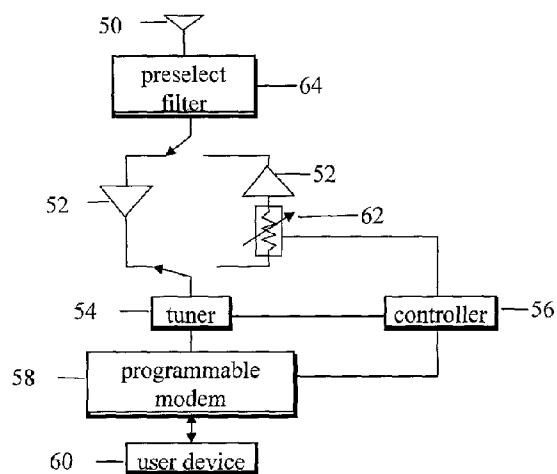 50
preselect
filter
64
52
52
62
54
tuner
controller
56
58
programmable
modem
60
user device